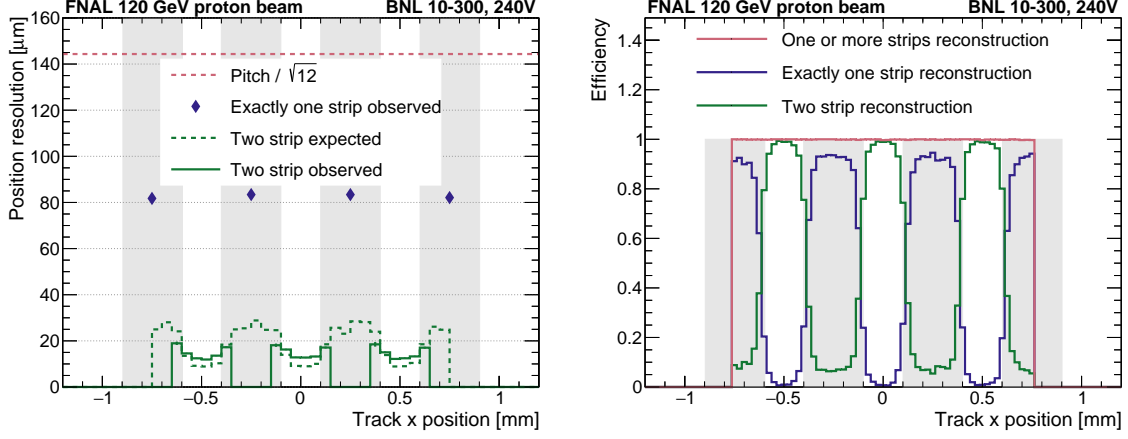 FNAL 120 GeV proton beam BNL 10-300, 240V
Position resolution [μm]
160
140
120
100
80
60
40
20
0
Pitch / √12
Exactly one strip observed
Two strip expected
Two strip observed
−1 −0.5 0 0.5 1
Track x position [mm]
FNAL 120 GeV proton beam BNL 10-300, 240V
Efficiency
1.4
1.2
1
0.8
0.6
0.4
0.2
0
One or more strips reconstruction
Exactly one strip reconstruction
Two strip reconstruction
−1 −0.5 0 0.5 1
Track x position [mm]